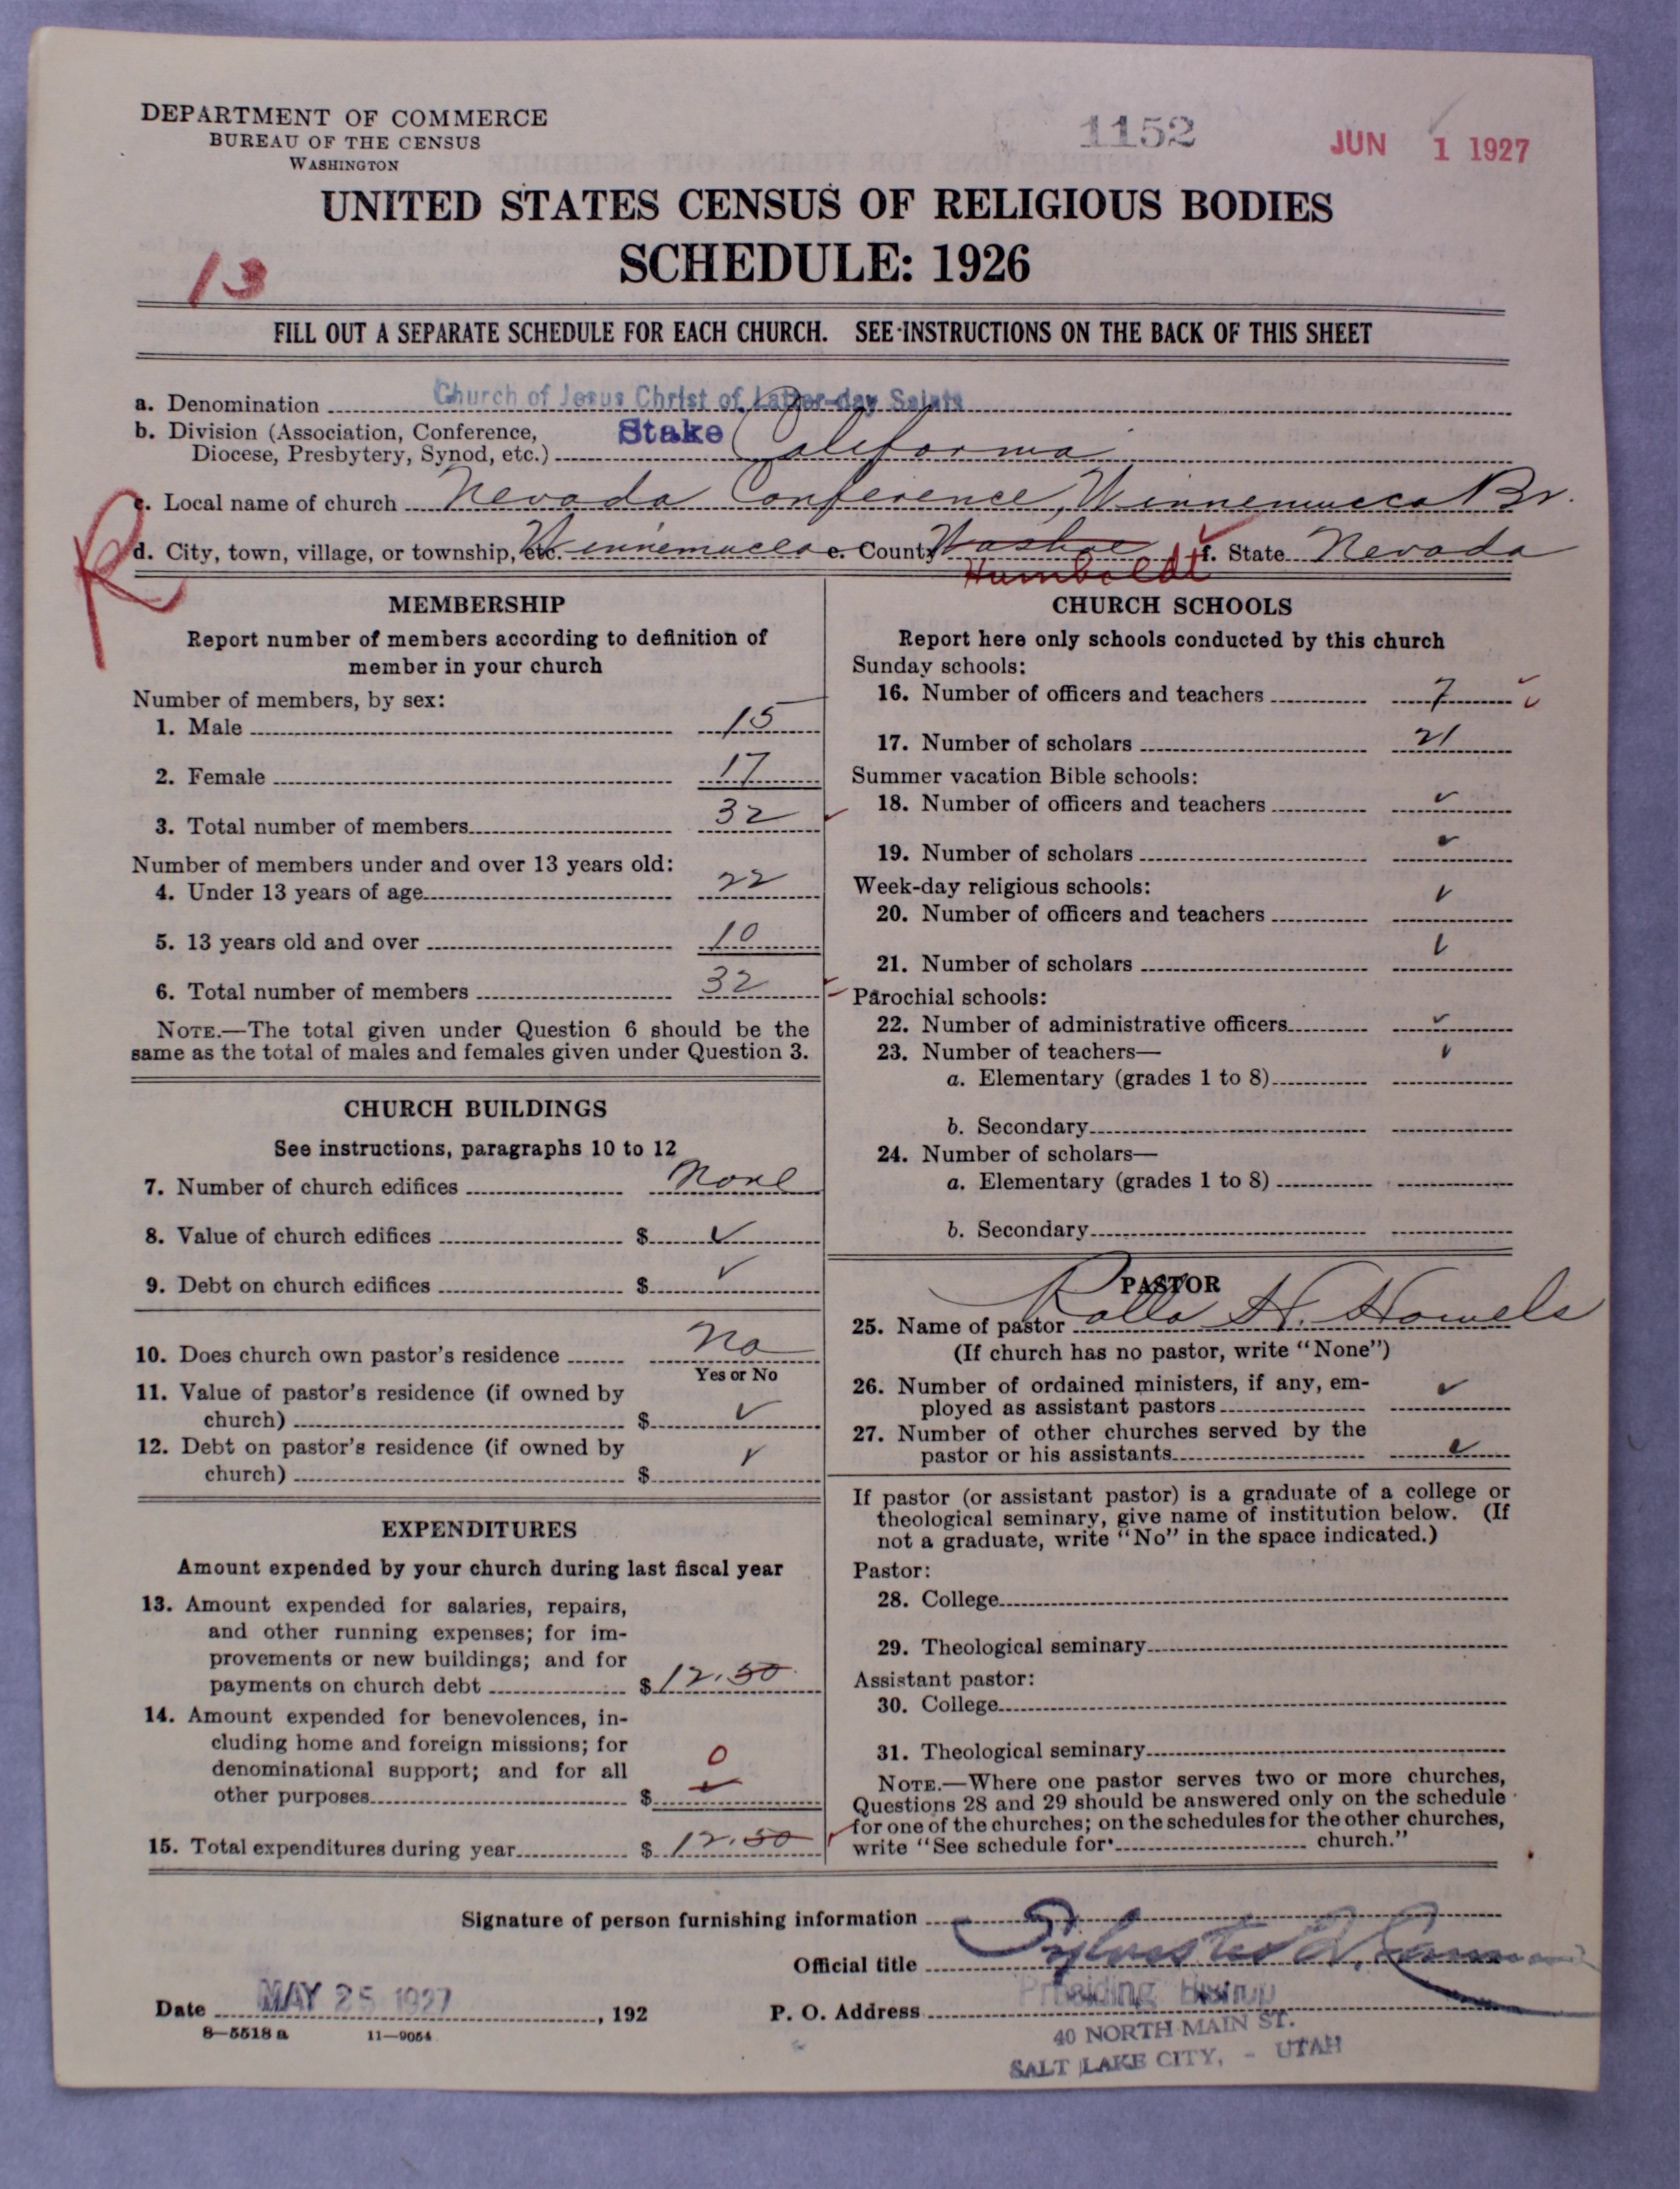 DEPARTMENT OF COMMERCE
BUREAU OF THE CENSUS
WASHINGTON
1152
JUN 1 1927
UNITED STATES CENSUS OF RELIGIOUS BODIES
SCHEDULE: 1926
13
FILL OUT A SEPARATE SCHEDULE FOR EACH CHURCH. SEE INSTRUCTIONS ON THE BACK OF THIS SHEET
a. Denomination Church of Jesus Christ of Latter-day Saints
b. Division (Association, Conference, Diocese, Presbytery, Synod, etc.) Stake California
c. Local name of church Nevada Conference, Winnemucca Br.
R
d. City, town, village, or township, etc. Winnemucca e. County Washoe f. State Nevada
Humboldt
MEMBERSHIP
Report number of members according to definition of
member in your church
Number of members, by sex:
1. Male 15
2. Female 17
3. Total number of members 32
Number of members under and over 13 years old:
4. Under 13 years of age 22
5. 13 years old and over 10
6. Total number of members 32
NOTE.—The total given under Question 6 should be the
same as the total of males and females given under Question 3.
CHURCH BUILDINGS
See instructions, paragraphs 10 to 12
7. Number of church edifices None
8. Value of church edifices $ ✓
9. Debt on church edifices $ ✓
10. Does church own pastor's residence No
Yes or No
11. Value of pastor's residence (if owned by
church) $ ✓
12. Debt on pastor's residence (if owned by
church) $ ✓
EXPENDITURES
Amount expended by your church during last fiscal year
13. Amount expended for salaries, repairs,
and other running expenses; for im-
provements or new buildings; and for
payments on church debt $ 12.50
14. Amount expended for benevolences, in-
cluding home and foreign missions; for
denominational support; and for all
other purposes $ 0
15. Total expenditures during year $ 12.50
CHURCH SCHOOLS
Report here only schools conducted by this church
Sunday schools:
16. Number of officers and teachers 7
17. Number of scholars 21
Summer vacation Bible schools:
18. Number of officers and teachers ✓
19. Number of scholars ✓
Week-day religious schools:
20. Number of officers and teachers ✓
21. Number of scholars ✓
Parochial schools:
22. Number of administrative officers ✓
23. Number of teachers— ✓
a. Elementary (grades 1 to 8)
b. Secondary
24. Number of scholars—
a. Elementary (grades 1 to 8)
b. Secondary
PASTOR
25. Name of pastor Rolla H. Howels
(If church has no pastor, write "None")
26. Number of ordained ministers, if any, em-
ployed as assistant pastors ✓
27. Number of other churches served by the
pastor or his assistants ✓
If pastor (or assistant pastor) is a graduate of a college or
theological seminary, give name of institution below. (If
not a graduate, write "No" in the space indicated.)
Pastor:
28. College
29. Theological seminary
Assistant pastor:
30. College
31. Theological seminary
NOTE.—Where one pastor serves two or more churches,
Questions 28 and 29 should be answered only on the schedule
for one of the churches; on the schedules for the other churches,
write "See schedule for church."
Signature of person furnishing information
Official title Presiding Bishop
Date MAY 25 1927, 192
P. O. Address 40 NORTH MAIN ST.
SALT LAKE CITY, - UTAH
8—5518 a 11—9054